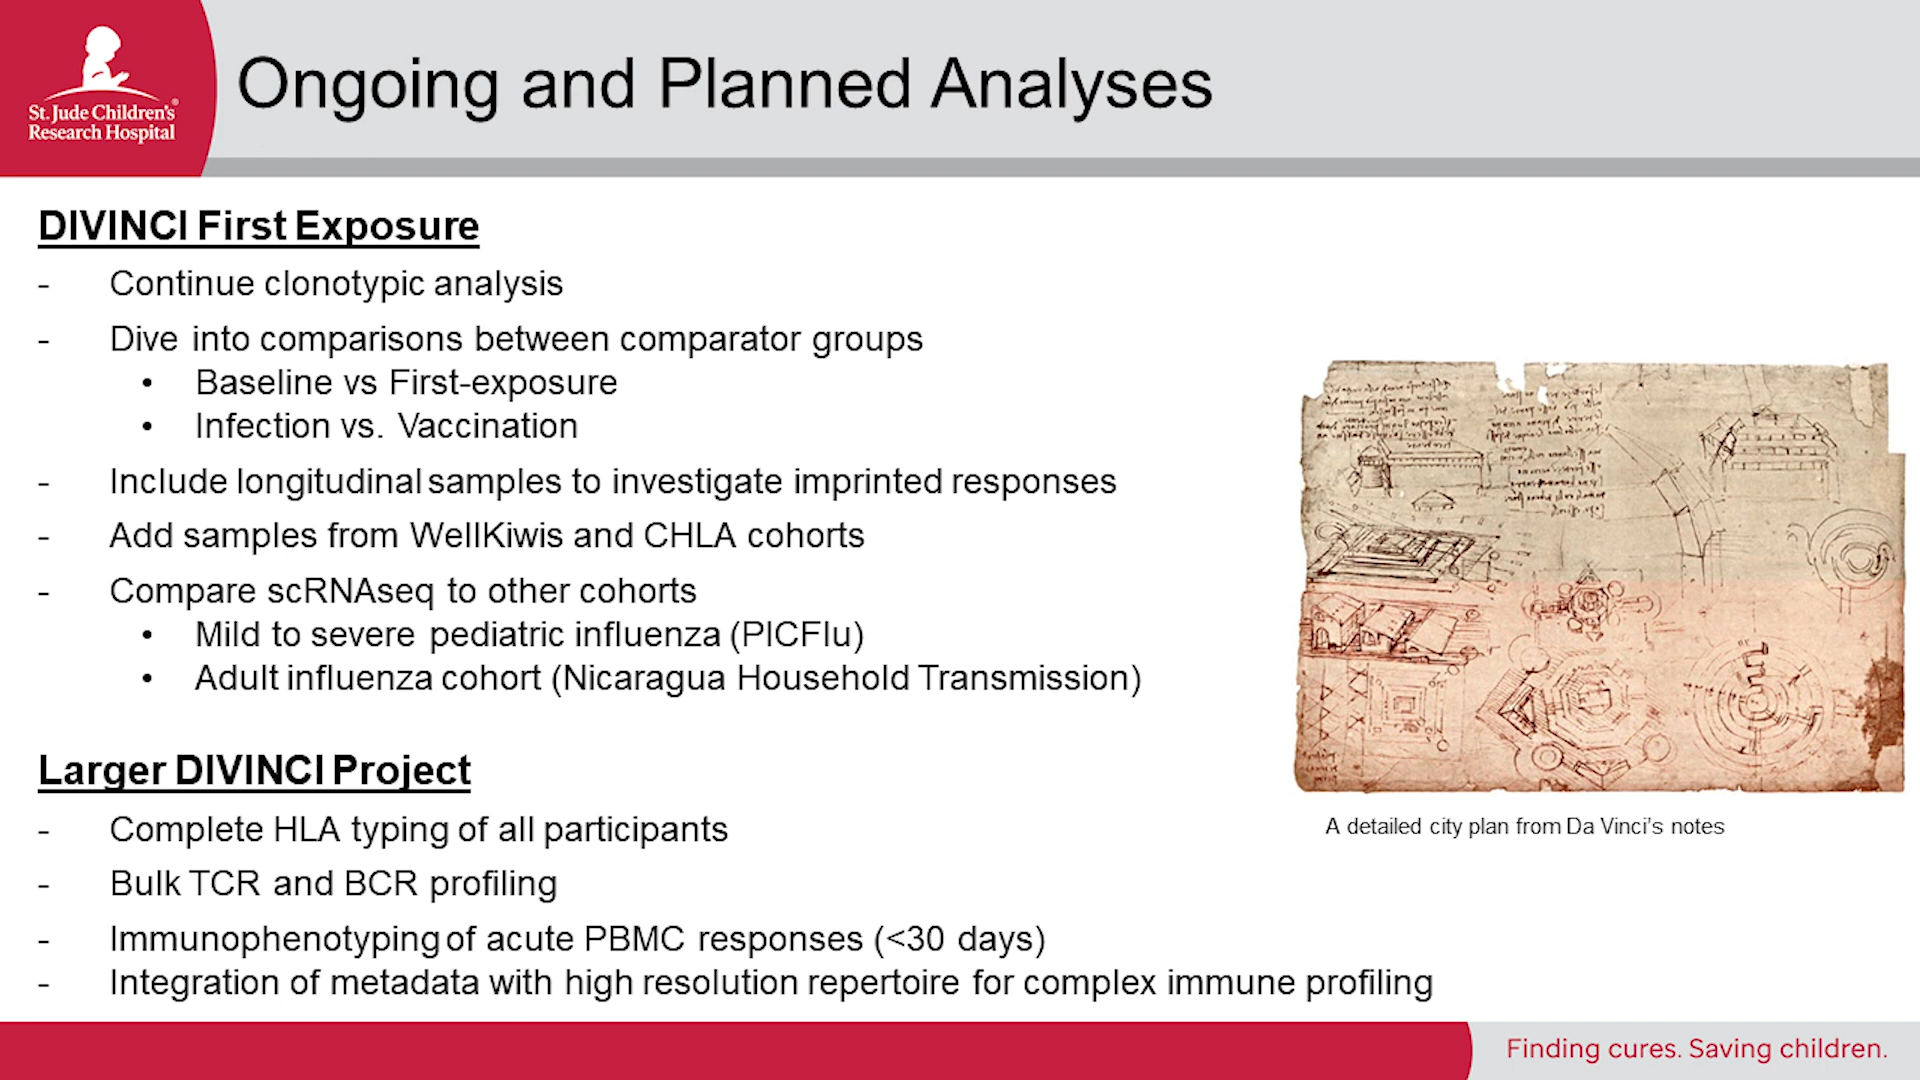 St. Jude Children's®
Research Hospital
Ongoing and Planned Analyses
DIVINCI First Exposure
- Continue clonotypic analysis
- Dive into comparisons between comparator groups
• Baseline vs First-exposure
• Infection vs. Vaccination
- Include longitudinal samples to investigate imprinted responses
- Add samples from WellKiwis and CHLA cohorts
- Compare scRNAseq to other cohorts
• Mild to severe pediatric influenza (PICFlu)
• Adult influenza cohort (Nicaragua Household Transmission)
Larger DIVINCI Project
- Complete HLA typing of all participants
- Bulk TCR and BCR profiling
- Immunophenotyping of acute PBMC responses (<30 days)
- Integration of metadata with high resolution repertoire for complex immune profiling
A detailed city plan from Da Vinci's notes
Finding cures. Saving children.